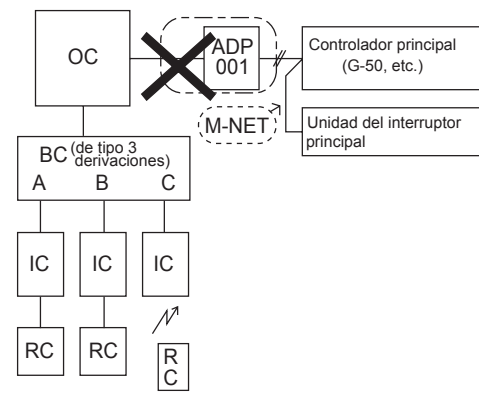 OC
ADP
001
Controlador principal
(G-50, etc.)
M-NET
Unidad del interruptor
principal
BC (de tipo 3
derivaciones)
A B C
IC IC IC
RC RC R
C